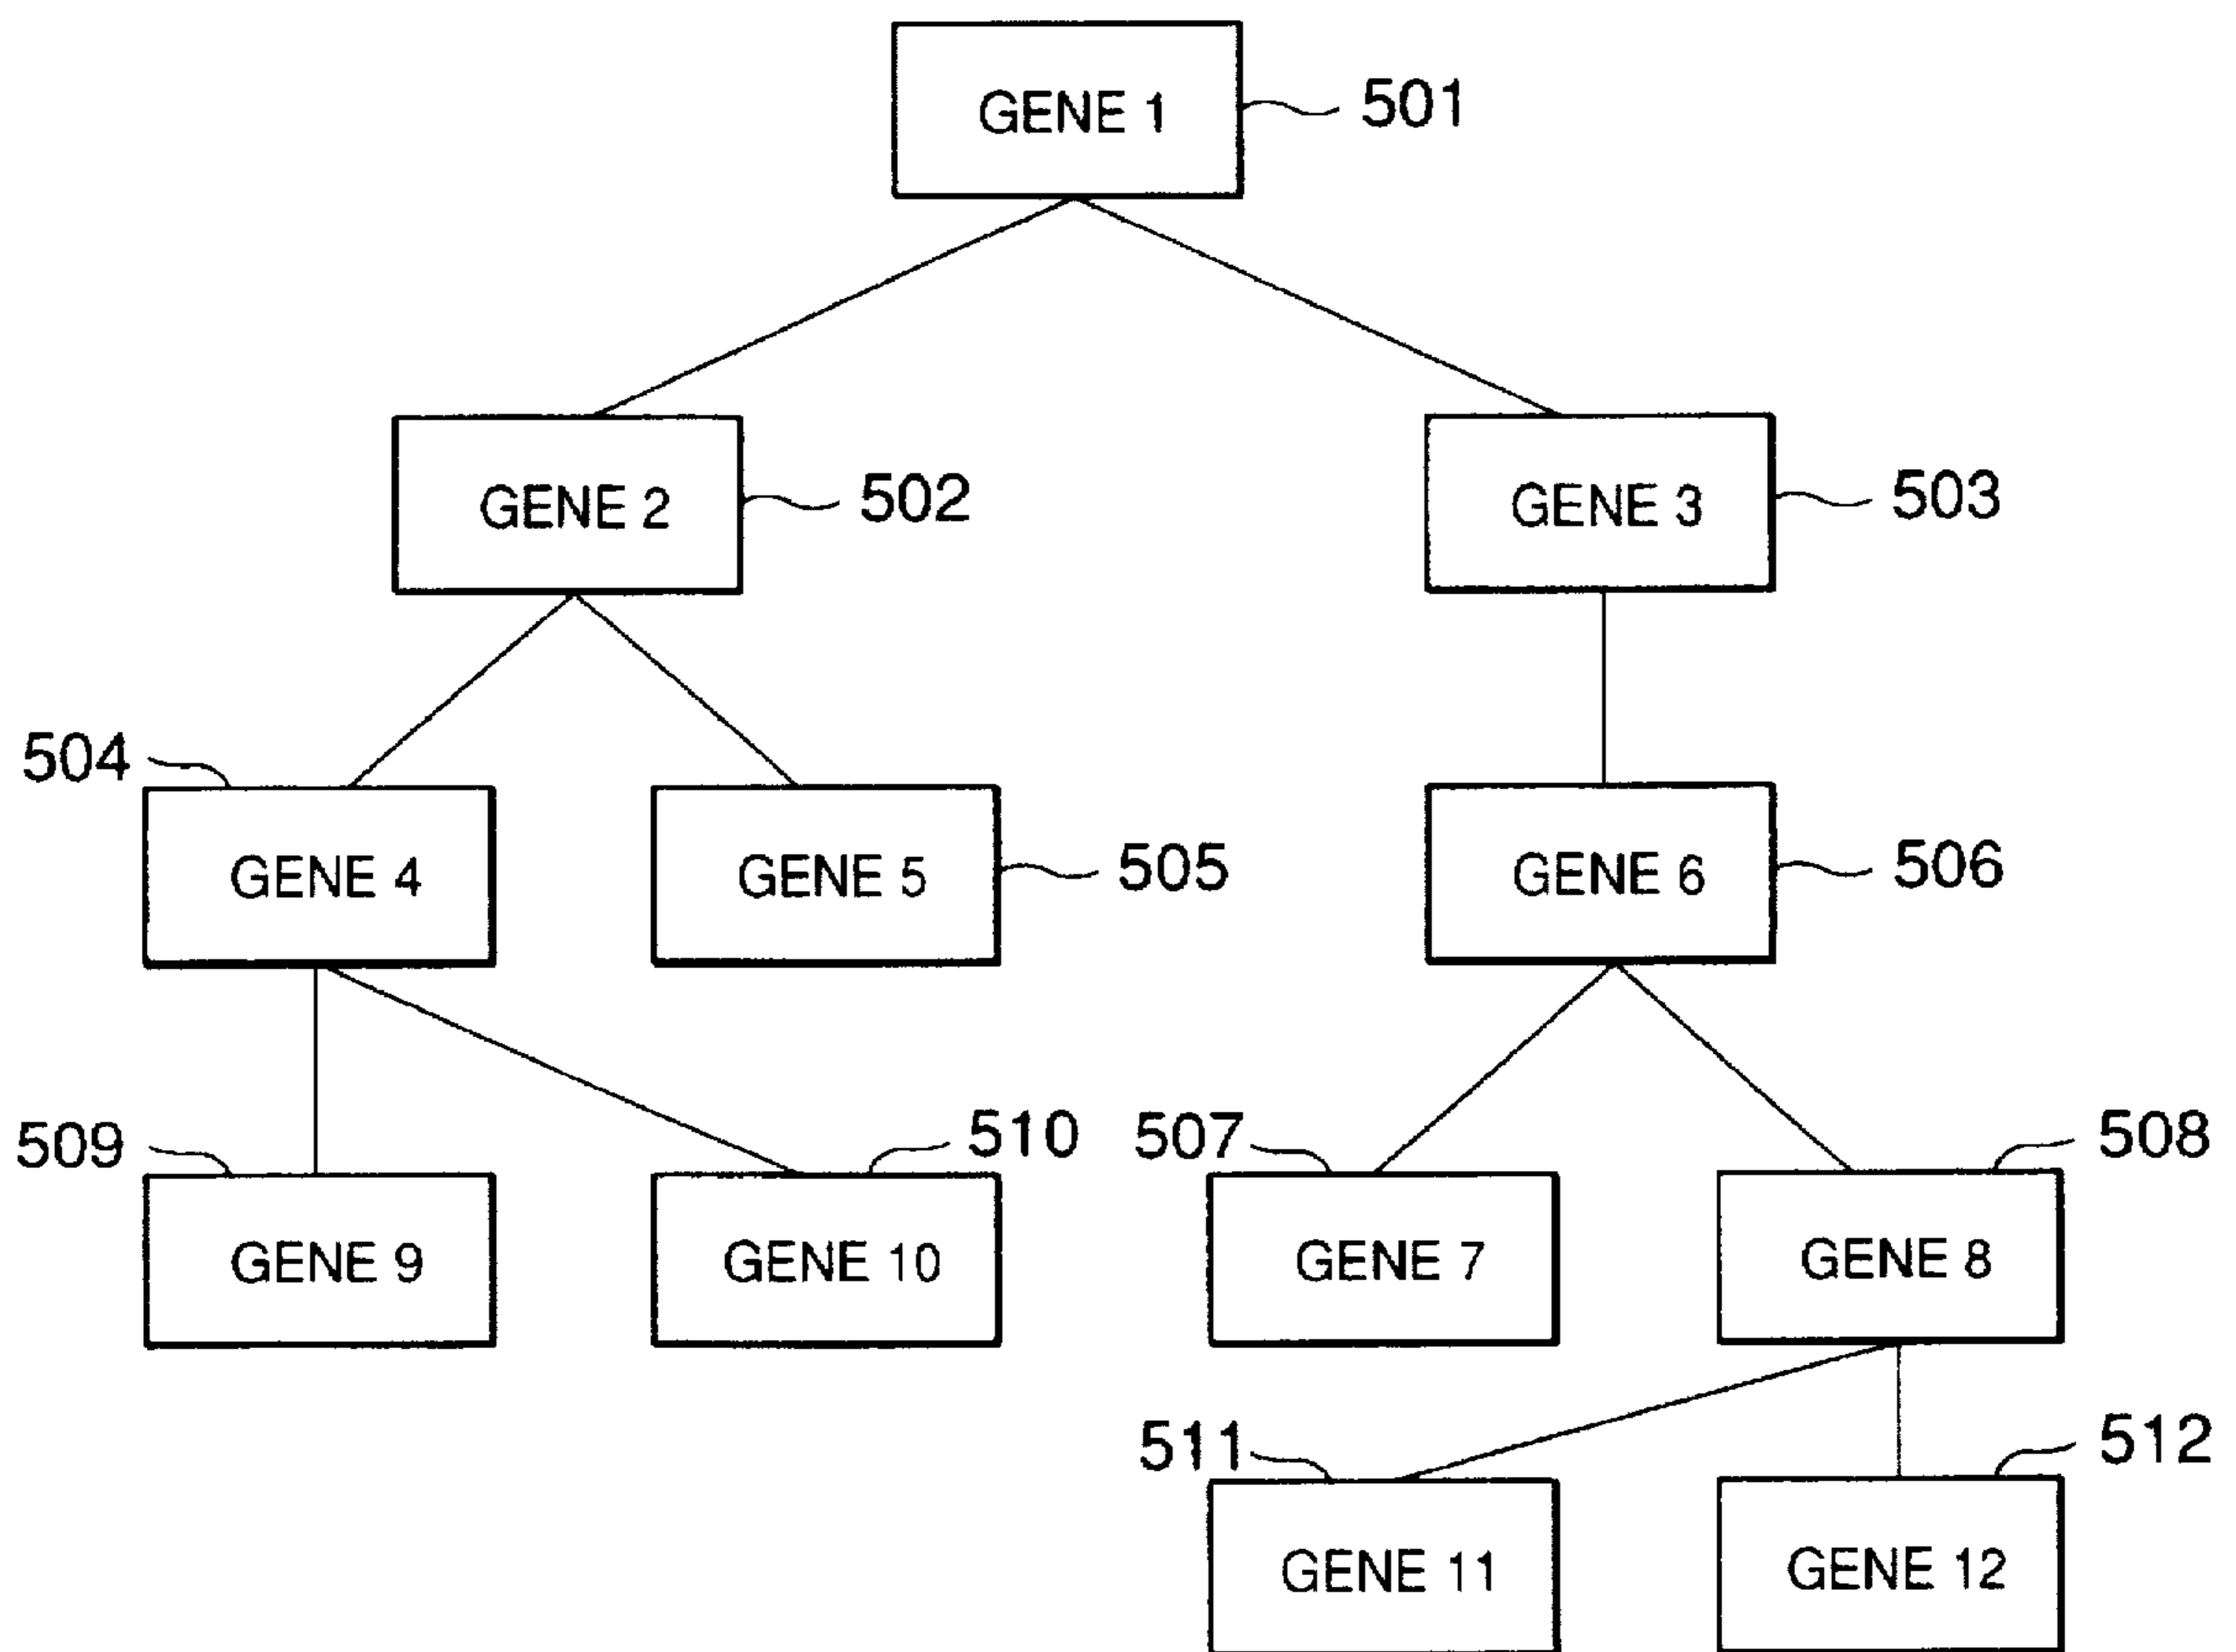 GENE 1
501
GENE 2
502
GENE 3
503
504
GENE 4
GENE 5
505
GENE 6
506
509
GENE 9
510
GENE 10
507
GENE 7
508
GENE 8
511
GENE 11
512
GENE 12